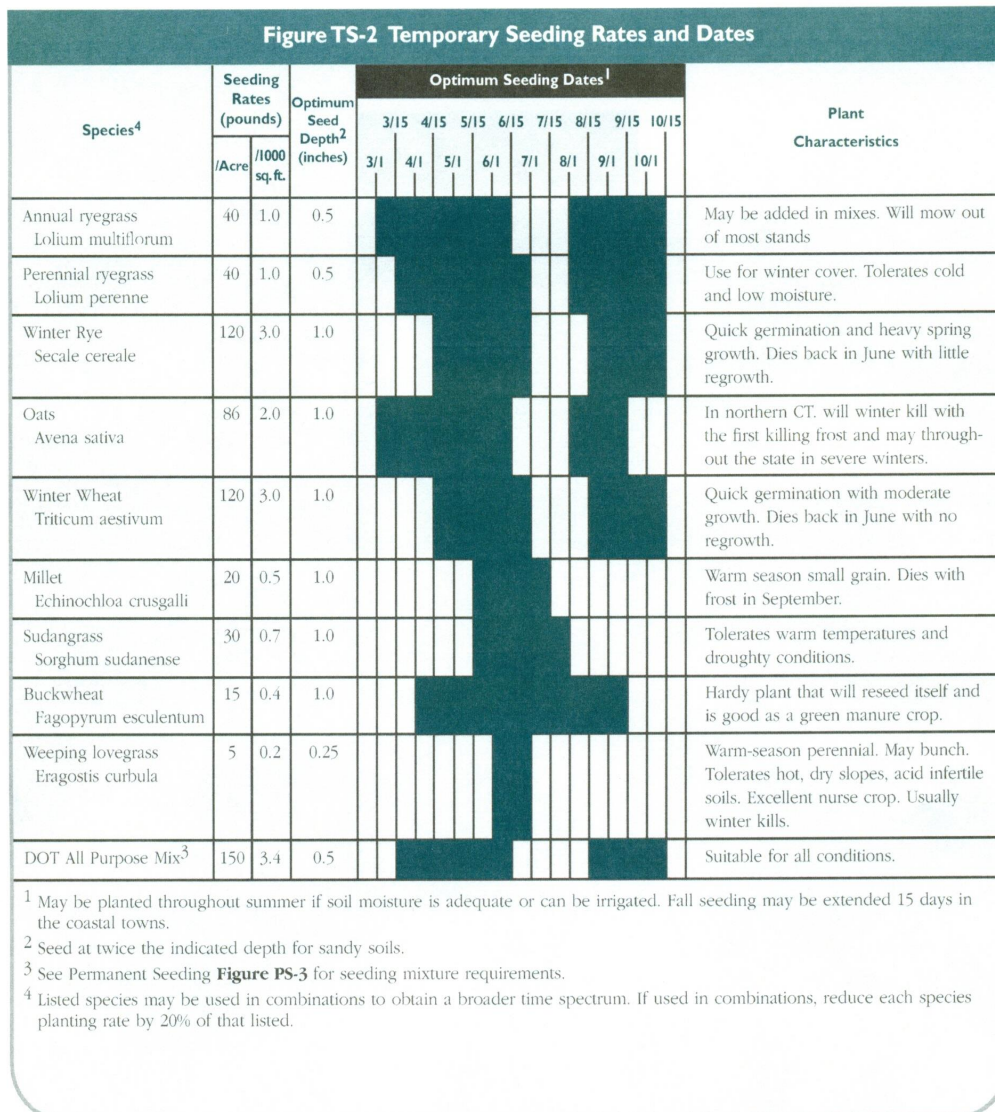 Figure TS-2 Temporary Seeding Rates and Dates
Species4
Seeding
Rates
(pounds)
/Acre
/1000
sq. ft.
Optimum
Seed
Depth2
(inches)
Optimum Seeding Dates1
3/15 4/15 5/15 6/15 7/15 8/15 9/15 10/15
3/1 4/1 5/1 6/1 7/1 8/1 9/1 10/1
Plant
Characteristics
Annual ryegrass 40 1.0 0.5 May be added in mixes. Will mow out
Lolium multiflorum of most stands
Perennial ryegrass 40 1.0 0.5 Use for winter cover. Tolerates cold
Lolium perenne and low moisture.
Winter Rye 120 3.0 1.0 Quick germination and heavy spring
Secale cereale growth. Dies back in June with little
regrowth.
Oats 86 2.0 1.0 In northern CT. will winter kill with
Avena sativa the first killing frost and may through-
out the state in severe winters.
Winter Wheat 120 3.0 1.0 Quick germination with moderate
Triticum aestivum growth. Dies back in June with no
regrowth.
Millet 20 0.5 1.0 Warm season small grain. Dies with
Echinochloa crusgalli frost in September.
Sudangrass 30 0.7 1.0 Tolerates warm temperatures and
Sorghum sudanense droughty conditions.
Buckwheat 15 0.4 1.0 Hardy plant that will reseed itself and
Fagopyrum esculentum is good as a green manure crop.
Weeping lovegrass 5 0.2 0.25 Warm-season perennial. May bunch.
Eragostis curbula Tolerates hot, dry slopes, acid infertile
soils. Excellent nurse crop. Usually
winter kills.
DOT All Purpose Mix3 150 3.4 0.5 Suitable for all conditions.
1 May be planted throughout summer if soil moisture is adequate or can be irrigated. Fall seeding may be extended 15 days in
the coastal towns.
2 Seed at twice the indicated depth for sandy soils.
3 See Permanent Seeding Figure PS-3 for seeding mixture requirements.
4 Listed species may be used in combinations to obtain a broader time spectrum. If used in combinations, reduce each species
planting rate by 20% of that listed.